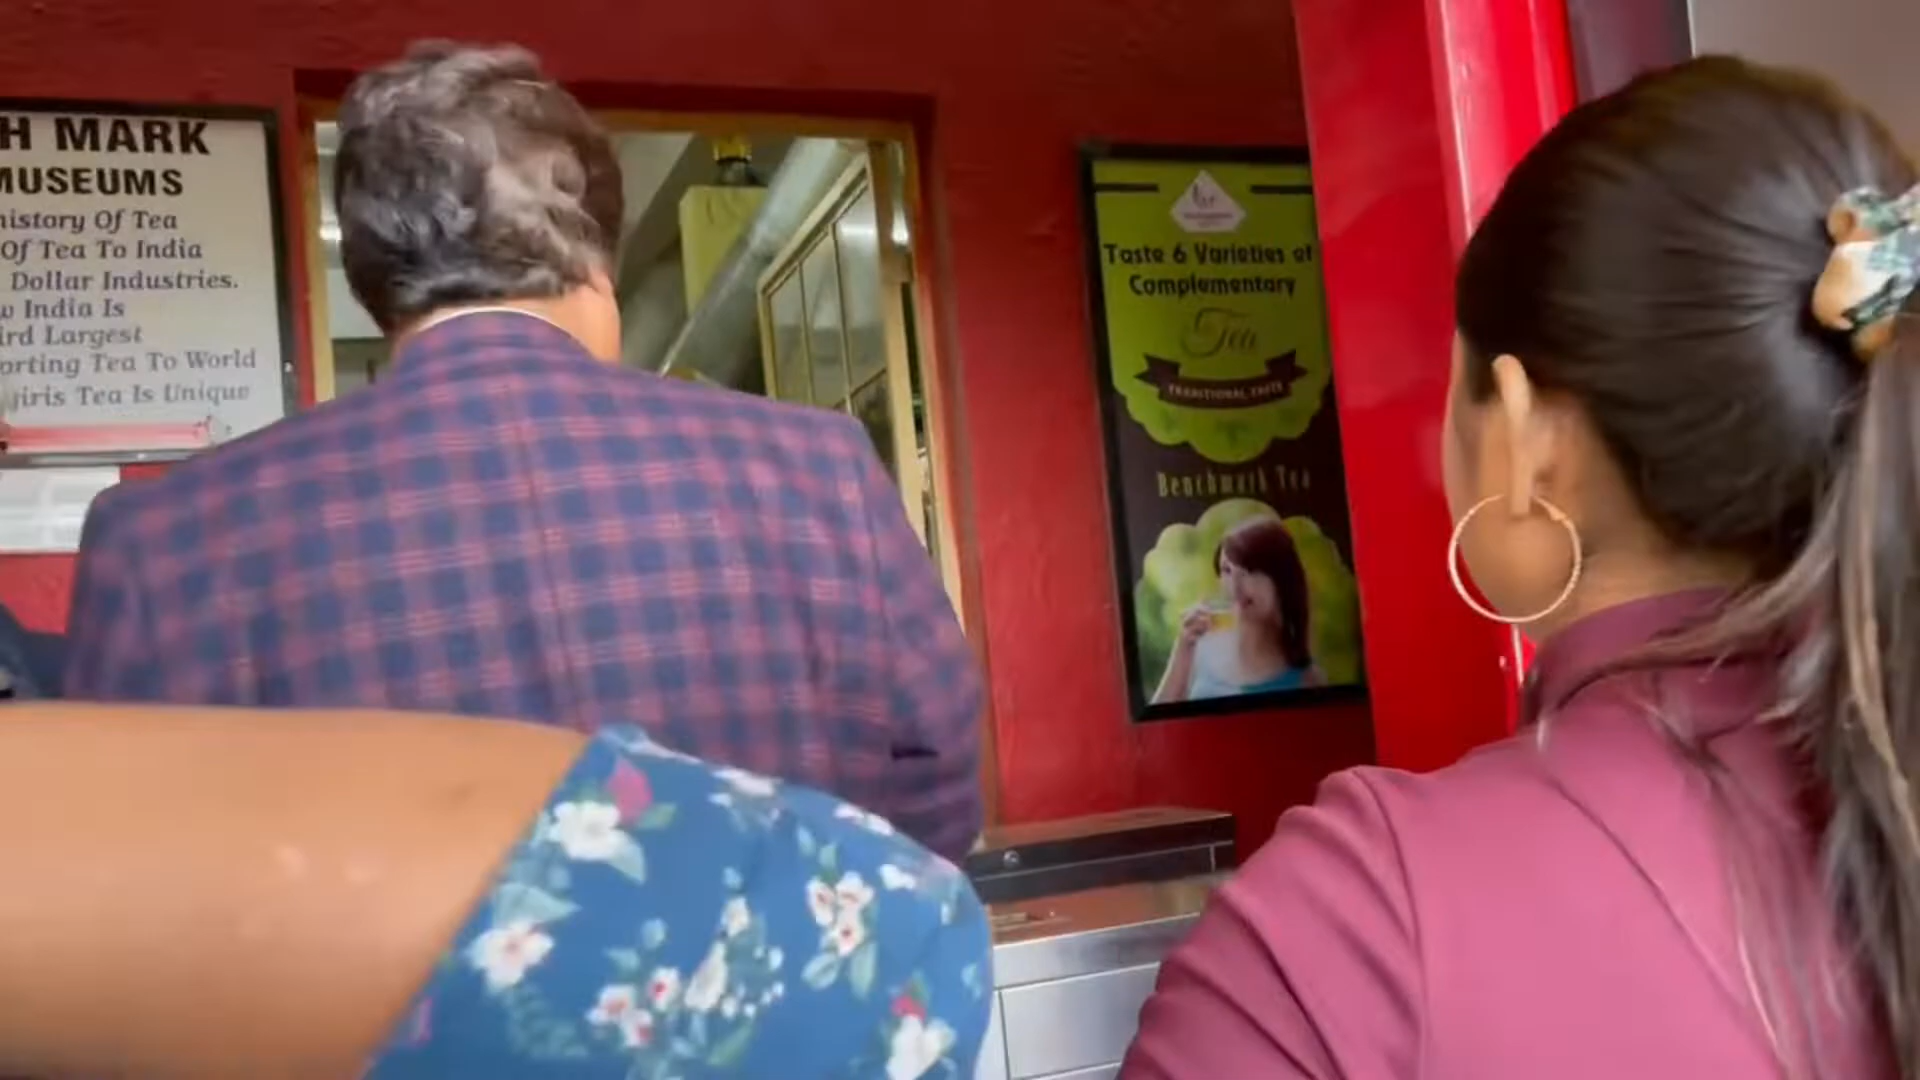 H MARK
MUSEUMS
history Of Tea
Of Tea To India
Dollar Industries.
w India Is
ird Largest
orting Tea To World
giris Tea Is Unique
Taste 6 Varieties of
Complementary
Tea
TRADITIONAL TASTE
Benchmark Tea